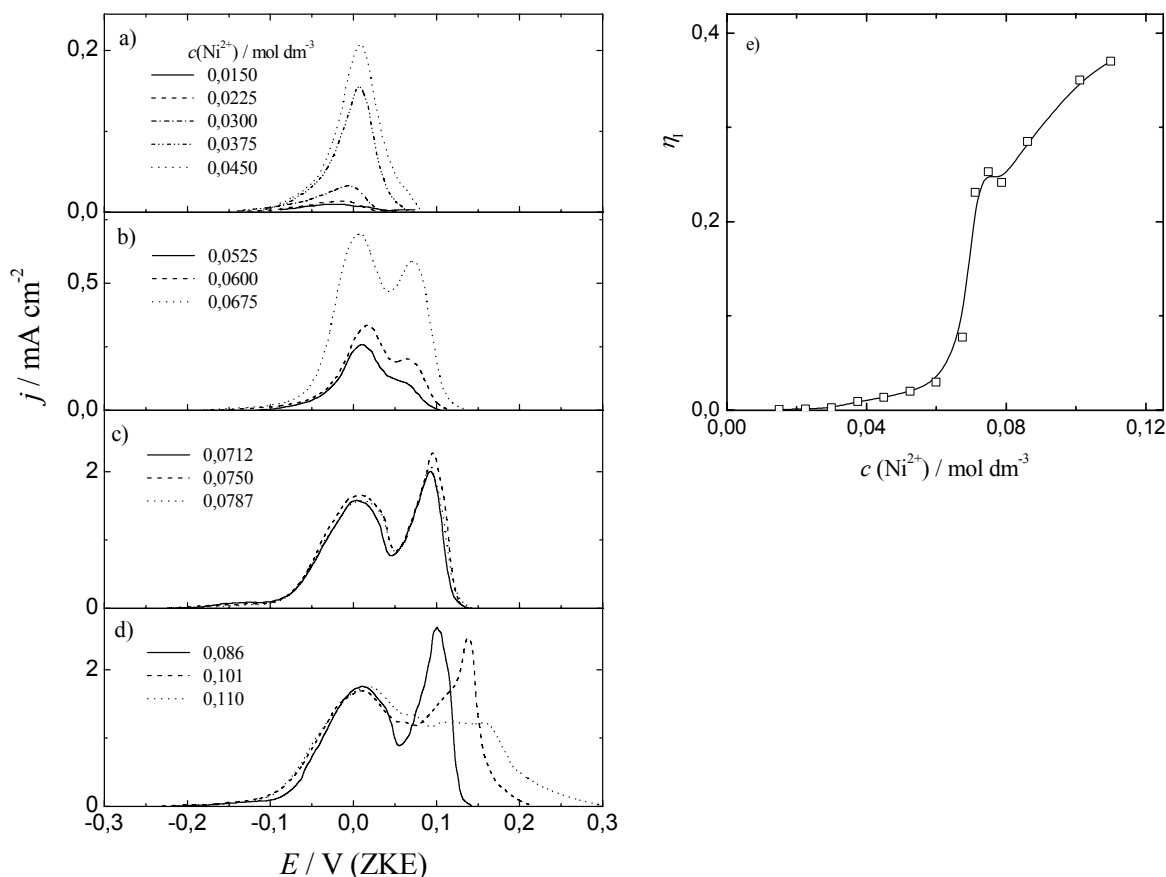 a)
c(Ni²⁺) / mol dm⁻³
0,0150
0,0225
0,0300
0,0375
0,0450
0,2
0,0
b)
0,0525
0,0600
0,0675
0,5
0,0
c)
0,0712
0,0750
0,0787
2
0
d)
0,086
0,101
0,110
2
0
j / mA cm⁻²
-0,3 -0,2 -0,1 0,0 0,1 0,2 0,3
E / V (ZKE)
e)
0,4
0,2
0,0
ηI
0,00 0,04 0,08 0,12
c (Ni²⁺) / mol dm⁻³